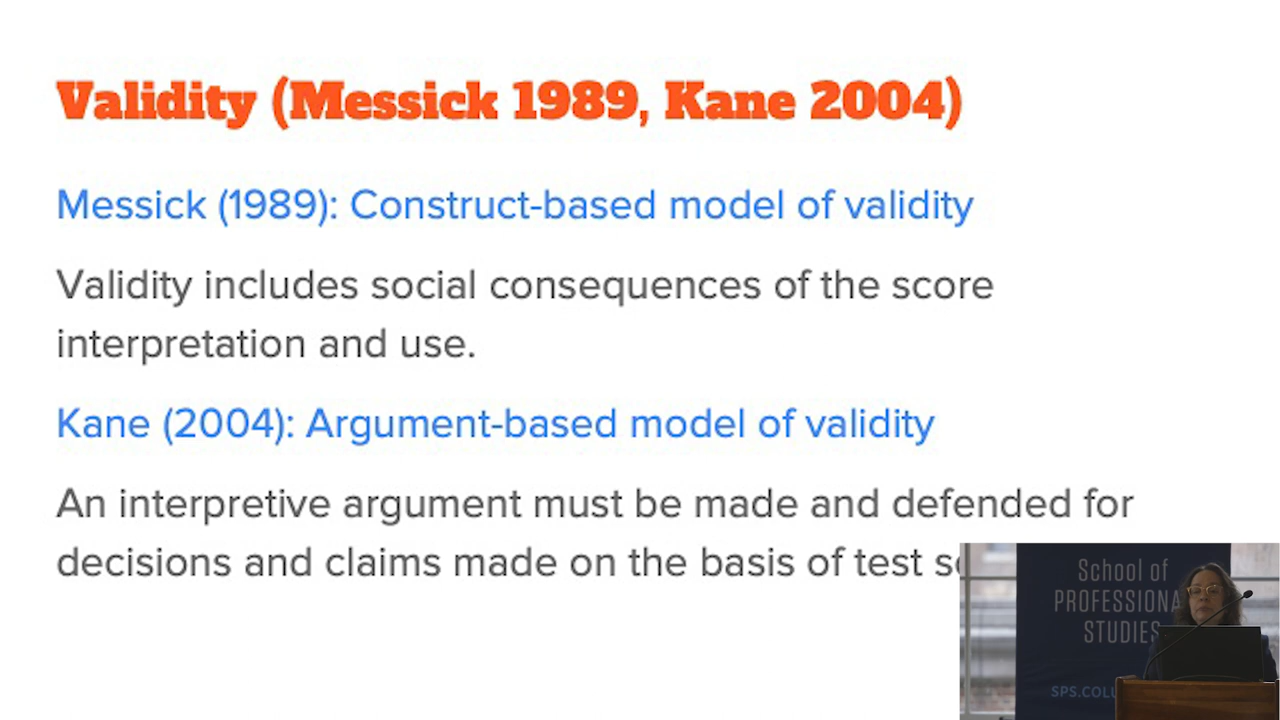 Validity (Messick 1989, Kane 2004)
Messick (1989): Construct-based model of validity
Validity includes social consequences of the score
interpretation and use.
Kane (2004): Argument-based model of validity
An interpretive argument must be made and defended for
decisions and claims made on the basis of test
School of
PROFESSIONA
STUDIES
SPS.COLU